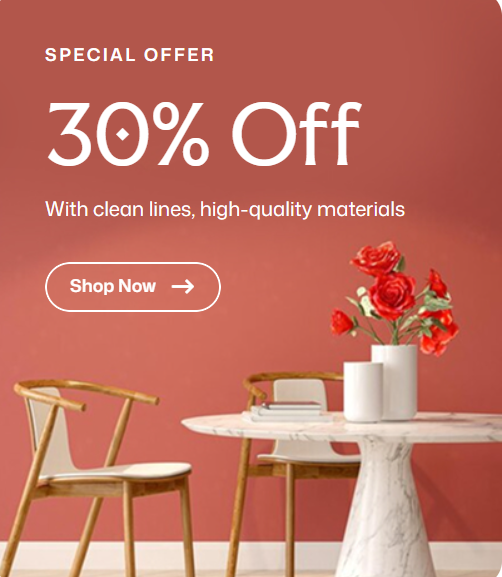 SPECIAL OFFER
30% Off
With clean lines, high-quality materials
Shop Now →